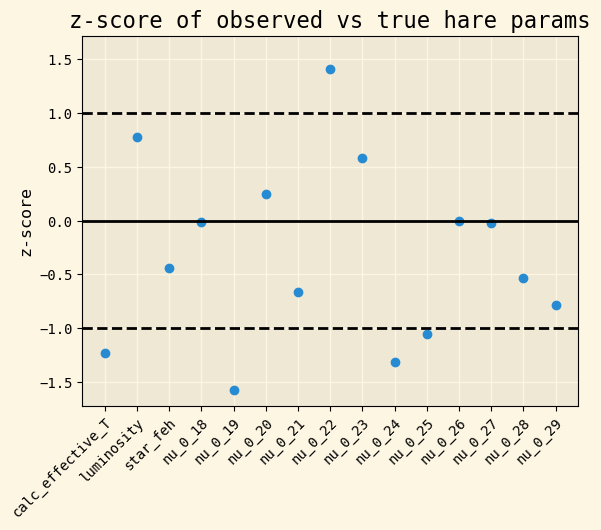 z-score of observed vs true hare params
z-score
1.5
1.0
0.5
0.0
−0.5
−1.0
−1.5
calc_effective_T
luminosity
star_feh
nu_0_18
nu_0_19
nu_0_20
nu_0_21
nu_0_22
nu_0_23
nu_0_24
nu_0_25
nu_0_26
nu_0_27
nu_0_28
nu_0_29